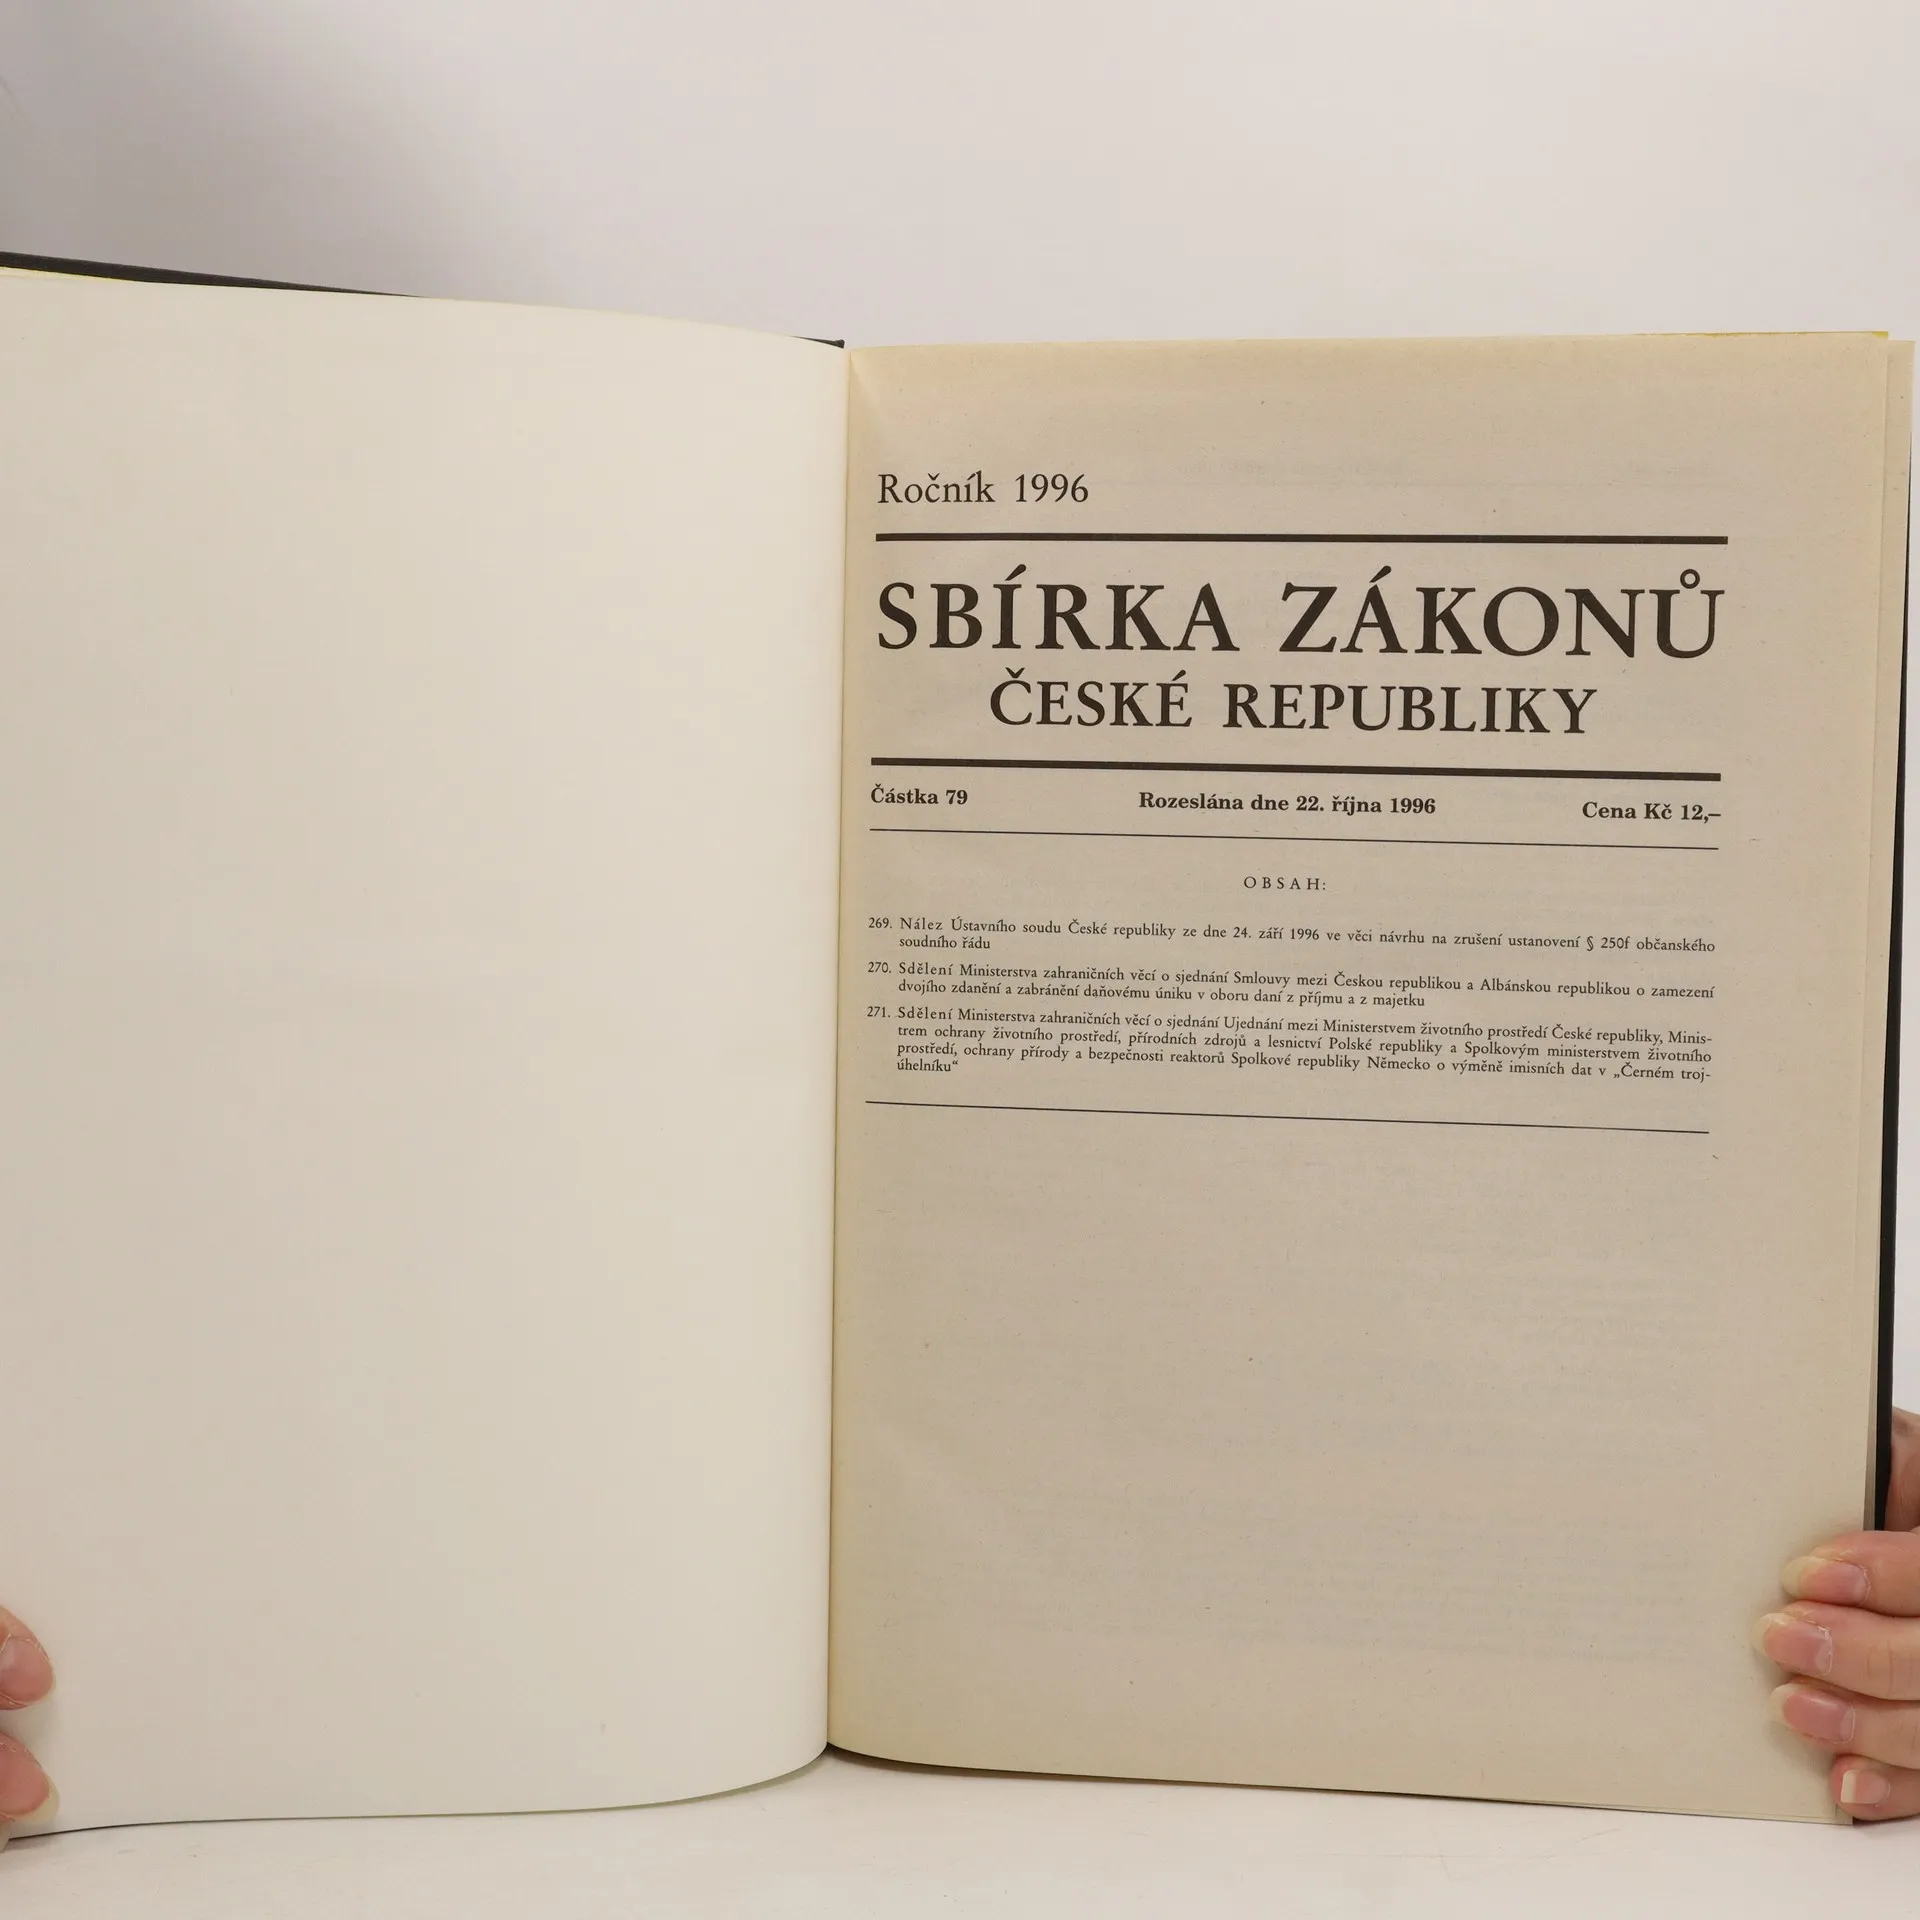 Ročník 1996
SBÍRKA ZÁKONŮ
ČESKÉ REPUBLIKY
Částka 79 Rozeslána dne 22. října 1996 Cena Kč 12,–
OBSAH:
269. Nález Ústavního soudu České republiky ze dne 24. září 1996 ve věci návrhu na zrušení ustanovení § 250f občanského
soudního řádu
270. Sdělení Ministerstva zahraničních věcí o sjednání Smlouvy mezi Českou republikou a Albánskou republikou o zamezení
dvojího zdanění a zabránění daňovému úniku v oboru daní z příjmu a z majetku
271. Sdělení Ministerstva zahraničních věcí o sjednání Ujednání mezi Ministerstvem životního prostředí České republiky, Minis-
trem ochrany životního prostředí, přírodních zdrojů a lesnictví Polské republiky a Spolkovým ministerstvem životního
prostředí, ochrany přírody a bezpečnosti reaktorů Spolkové republiky Německo o výměně imisních dat v „Černém troj-
úhelníku“